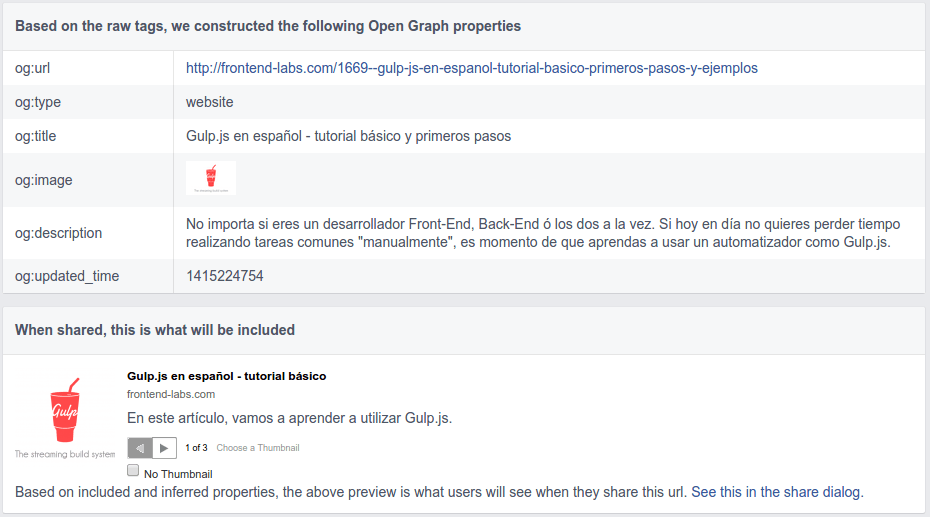 Based on the raw tags, we constructed the following Open Graph properties
og:url http://frontend-labs.com/1669--gulp-js-en-espanol-tutorial-basico-primeros-pasos-y-ejemplos
og:type website
og:title Gulp.js en español - tutorial básico y primeros pasos
og:image
og:description No importa si eres un desarrollador Front-End, Back-End ó los dos a la vez. Si hoy en día no quieres perder tiempo
realizando tareas comunes "manualmente", es momento de que aprendas a usar un automatizador como Gulp.js.
og:updated_time 1415224754
When shared, this is what will be included
Gulp
The streaming build system
Gulp.js en español - tutorial básico
frontend-labs.com
En este artículo, vamos a aprender a utilizar Gulp.js.
1 of 3 Choose a Thumbnail
No Thumbnail
Based on included and inferred properties, the above preview is what users will see when they share this url. See this in the share dialog.